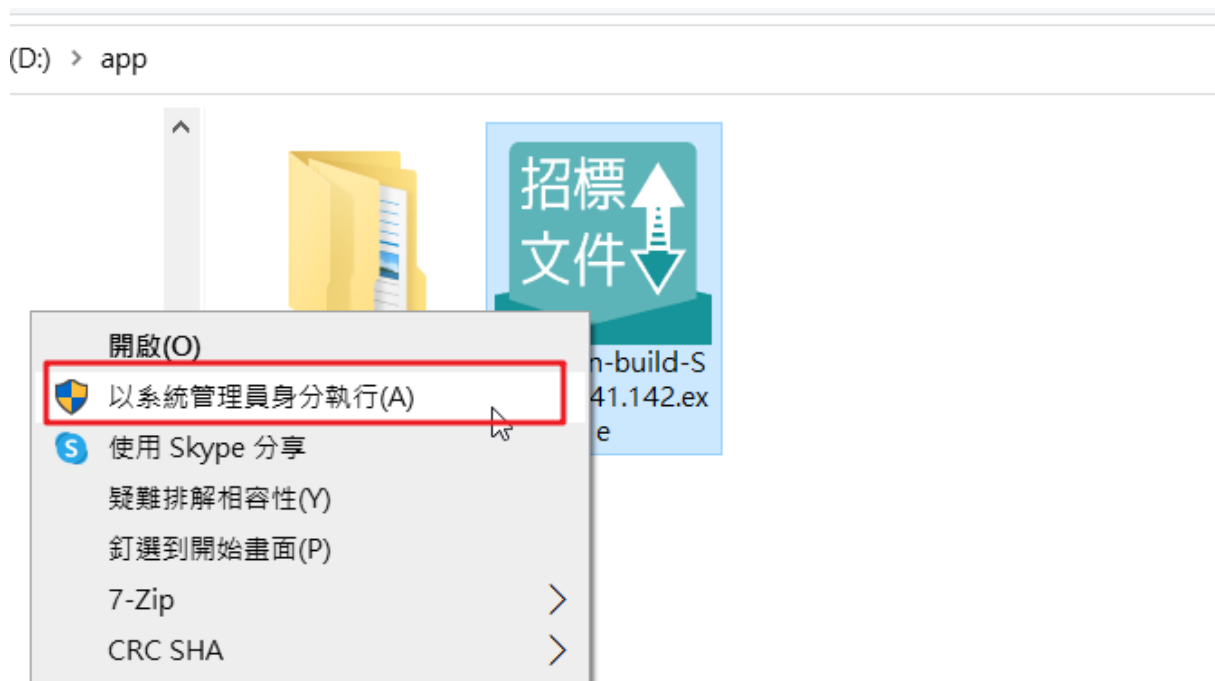 (D:) > app
招標
文件
n-build-S
41.142.ex
e
開啟(O)
以系統管理員身分執行(A)
使用 Skype 分享
疑難排解相容性(Y)
釘選到開始畫面(P)
7-Zip
CRC SHA